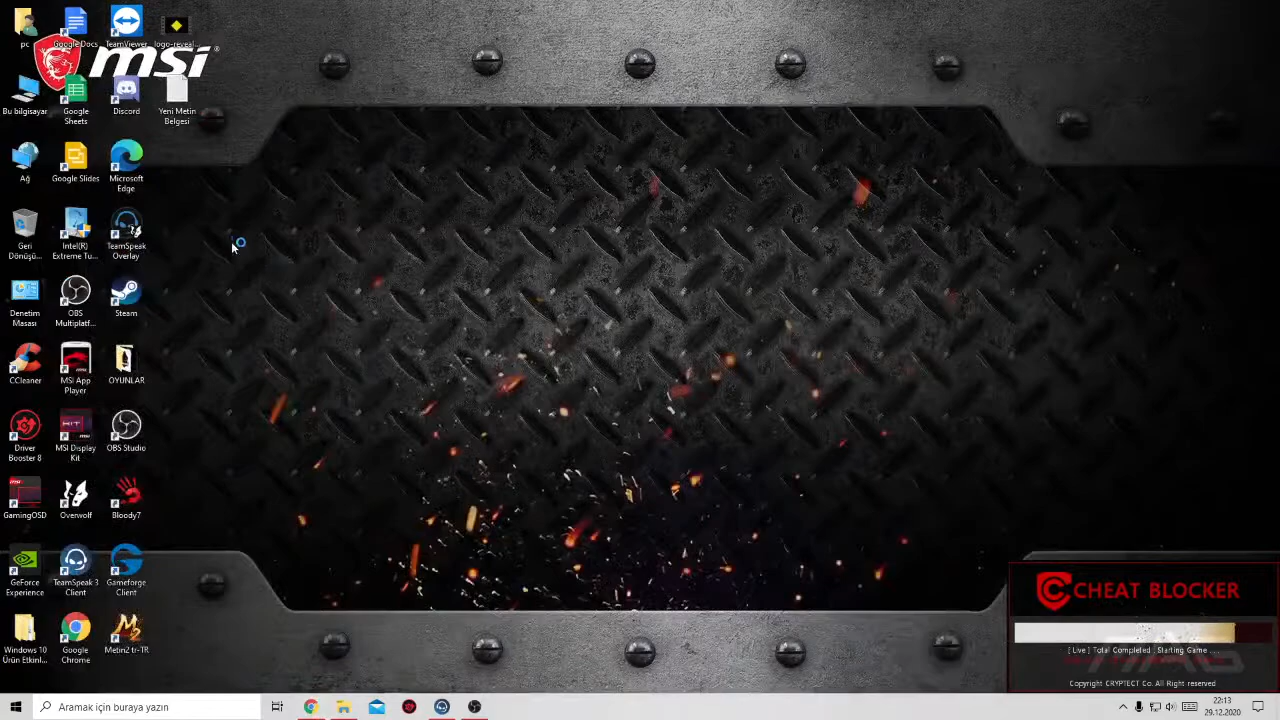 pc
Google Docs
TeamViewer
logo-reveal...
msi
Bu bilgisayar
Google
Sheets
Discord
Yeni Metin
Belgesi
Ağ
Google Slides
Microsoft
Edge
Geri
Dönüşü...
Intel(R)
Extreme Tu...
TeamSpeak
Overlay
Denetim
Masası
OBS
Multiplatf...
Steam
CCleaner
MSI App
Player
OYUNLAR
Driver
Booster 8
MSI Display
Kit
OBS Studio
GamingOSD
Overwolf
Bloody7
GeForce
Experience
TeamSpeak 3
Client
Gameforge
Client
Windows 10
Ürün Etkinl...
Google
Chrome
Metin2 tr-TR
CHEAT BLOCKER
[ Live ] Total Completed : Starting Game ....
Copyright CRYPTECT Co. All Right reserved
Aramak için buraya yazın
22:13
29.12.2020